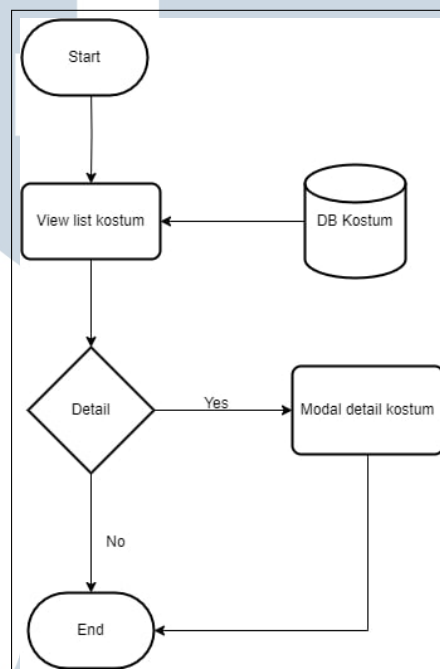 Start
View list kostum
DB Kostum
Detail
Yes
Modal detail kostum
No
End